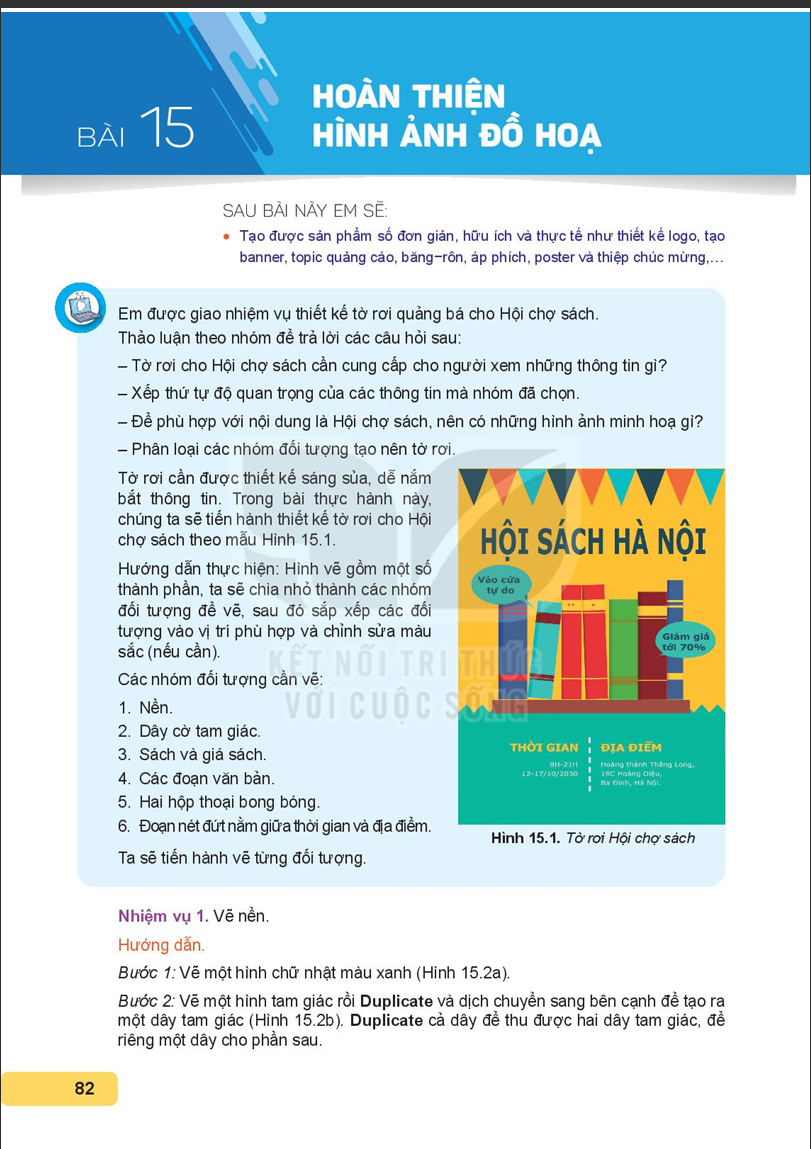 BÀI 15
HOÀN THIỆN
HÌNH ẢNH ĐỒ HOẠ
SAU BÀI NÀY EM SẼ:
• Tạo được sản phẩm số đơn giản, hữu ích và thực tế như thiết kế logo, tạo
banner, topic quảng cáo, băng–rôn, áp phích, poster và thiệp chúc mừng,...
Em được giao nhiệm vụ thiết kế tờ rơi quảng bá cho Hội chợ sách.
Thảo luận theo nhóm để trả lời các câu hỏi sau:
– Tờ rơi cho Hội chợ sách cần cung cấp cho người xem những thông tin gì?
– Xếp thứ tự độ quan trọng của các thông tin mà nhóm đã chọn.
– Để phù hợp với nội dung là Hội chợ sách, nên có những hình ảnh minh hoạ gì?
– Phân loại các nhóm đối tượng tạo nên tờ rơi.
Tờ rơi cần được thiết kế sáng sủa, dễ nắm
bắt thông tin. Trong bài thực hành này,
chúng ta sẽ tiến hành thiết kế tờ rơi cho Hội
chợ sách theo mẫu Hình 15.1.
Hướng dẫn thực hiện: Hình vẽ gồm một số
thành phần, ta sẽ chia nhỏ thành các nhóm
đối tượng để vẽ, sau đó sắp xếp các đối
tượng vào vị trí phù hợp và chỉnh sửa màu
sắc (nếu cần).
Các nhóm đối tượng cần vẽ:
1. Nền.
2. Dây cờ tam giác.
3. Sách và giá sách.
4. Các đoạn văn bản.
5. Hai hộp thoại bong bóng.
6. Đoạn nét đứt nằm giữa thời gian và địa điểm.
Ta sẽ tiến hành vẽ từng đối tượng.
HỘI SÁCH HÀ NỘI
Vào cửa
tự do
Giảm giá
tới 70%
THỜI GIAN
8H-21H
12-17/10/2030
ĐỊA ĐIỂM
Hoàng thành Thăng Long,
19C Hoàng Diệu,
Ba Đình, Hà Nội.
Hình 15.1. Tờ rơi Hội chợ sách
KẾT NỐI TRI THỨC
VỚI CUỘC SỐNG
Nhiệm vụ 1. Vẽ nền.
Hướng dẫn.
Bước 1: Vẽ một hình chữ nhật màu xanh (Hình 15.2a).
Bước 2: Vẽ một hình tam giác rồi Duplicate và dịch chuyển sang bên cạnh để tạo ra
một dây tam giác (Hình 15.2b). Duplicate cả dây để thu được hai dây tam giác, để
riêng một dây cho phần sau.
82